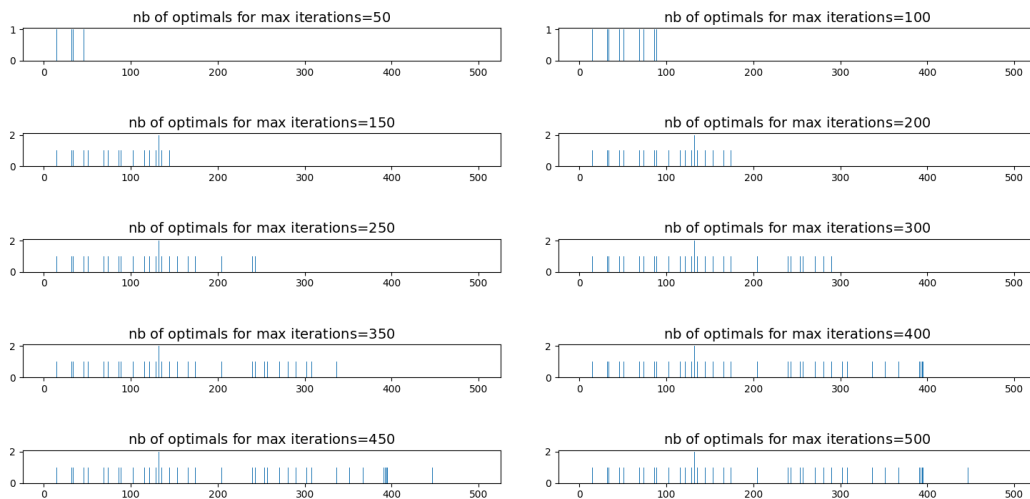 nb of optimals for max iterations=50
1
0
0 100 200 300 400 500
nb of optimals for max iterations=100
1
0
0 100 200 300 400 500
nb of optimals for max iterations=150
2
0
0 100 200 300 400 500
nb of optimals for max iterations=200
2
0
0 100 200 300 400 500
nb of optimals for max iterations=250
2
0
0 100 200 300 400 500
nb of optimals for max iterations=300
2
0
0 100 200 300 400 500
nb of optimals for max iterations=350
2
0
0 100 200 300 400 500
nb of optimals for max iterations=400
2
0
0 100 200 300 400 500
nb of optimals for max iterations=450
2
0
0 100 200 300 400 500
nb of optimals for max iterations=500
2
0
0 100 200 300 400 500